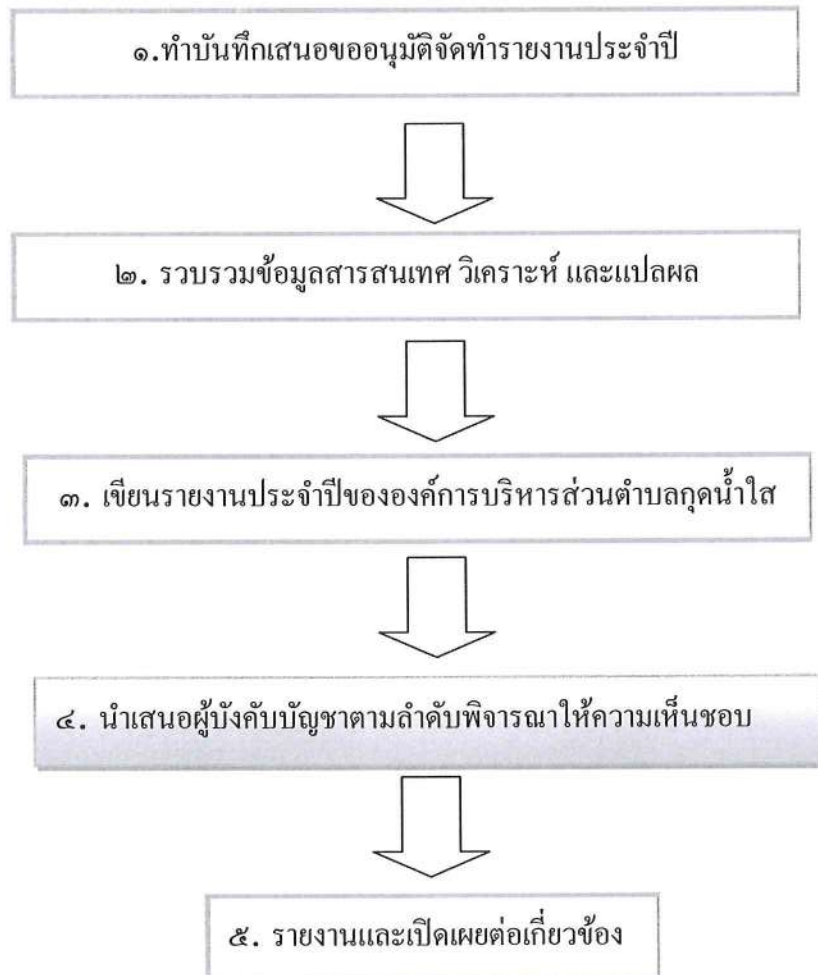 ๑.ทำบันทึกเสนอขออนุมัติจัดทำรายงานประจำปี
๒. รวบรวมข้อมูลสารสนเทศ วิเคราะห์ และแปลผล
๓. เขียนรายงานประจำปีขององค์การบริหารส่วนตำบลกุดน้ำใส
๔. นำเสนอผู้บังคับบัญชาตามลำดับพิจารณาให้ความเห็นชอบ
๕. รายงานและเปิดเผยต่อเกี่ยวข้อง